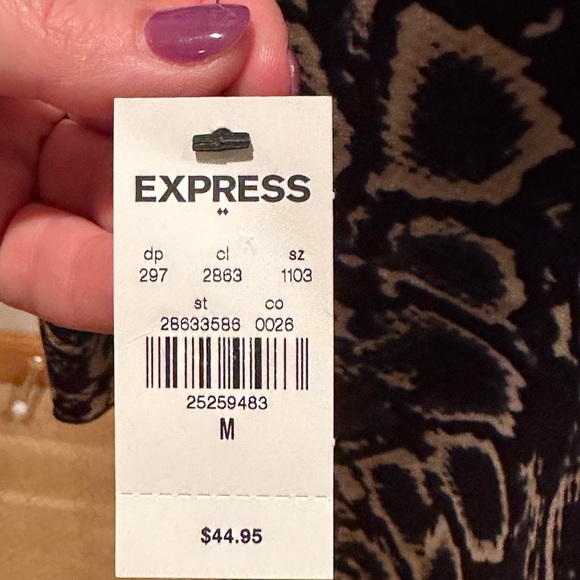 EXPRESS
dp cl sz
297 2863 1103
st co
28633586 0026
25259483
M
$44.95